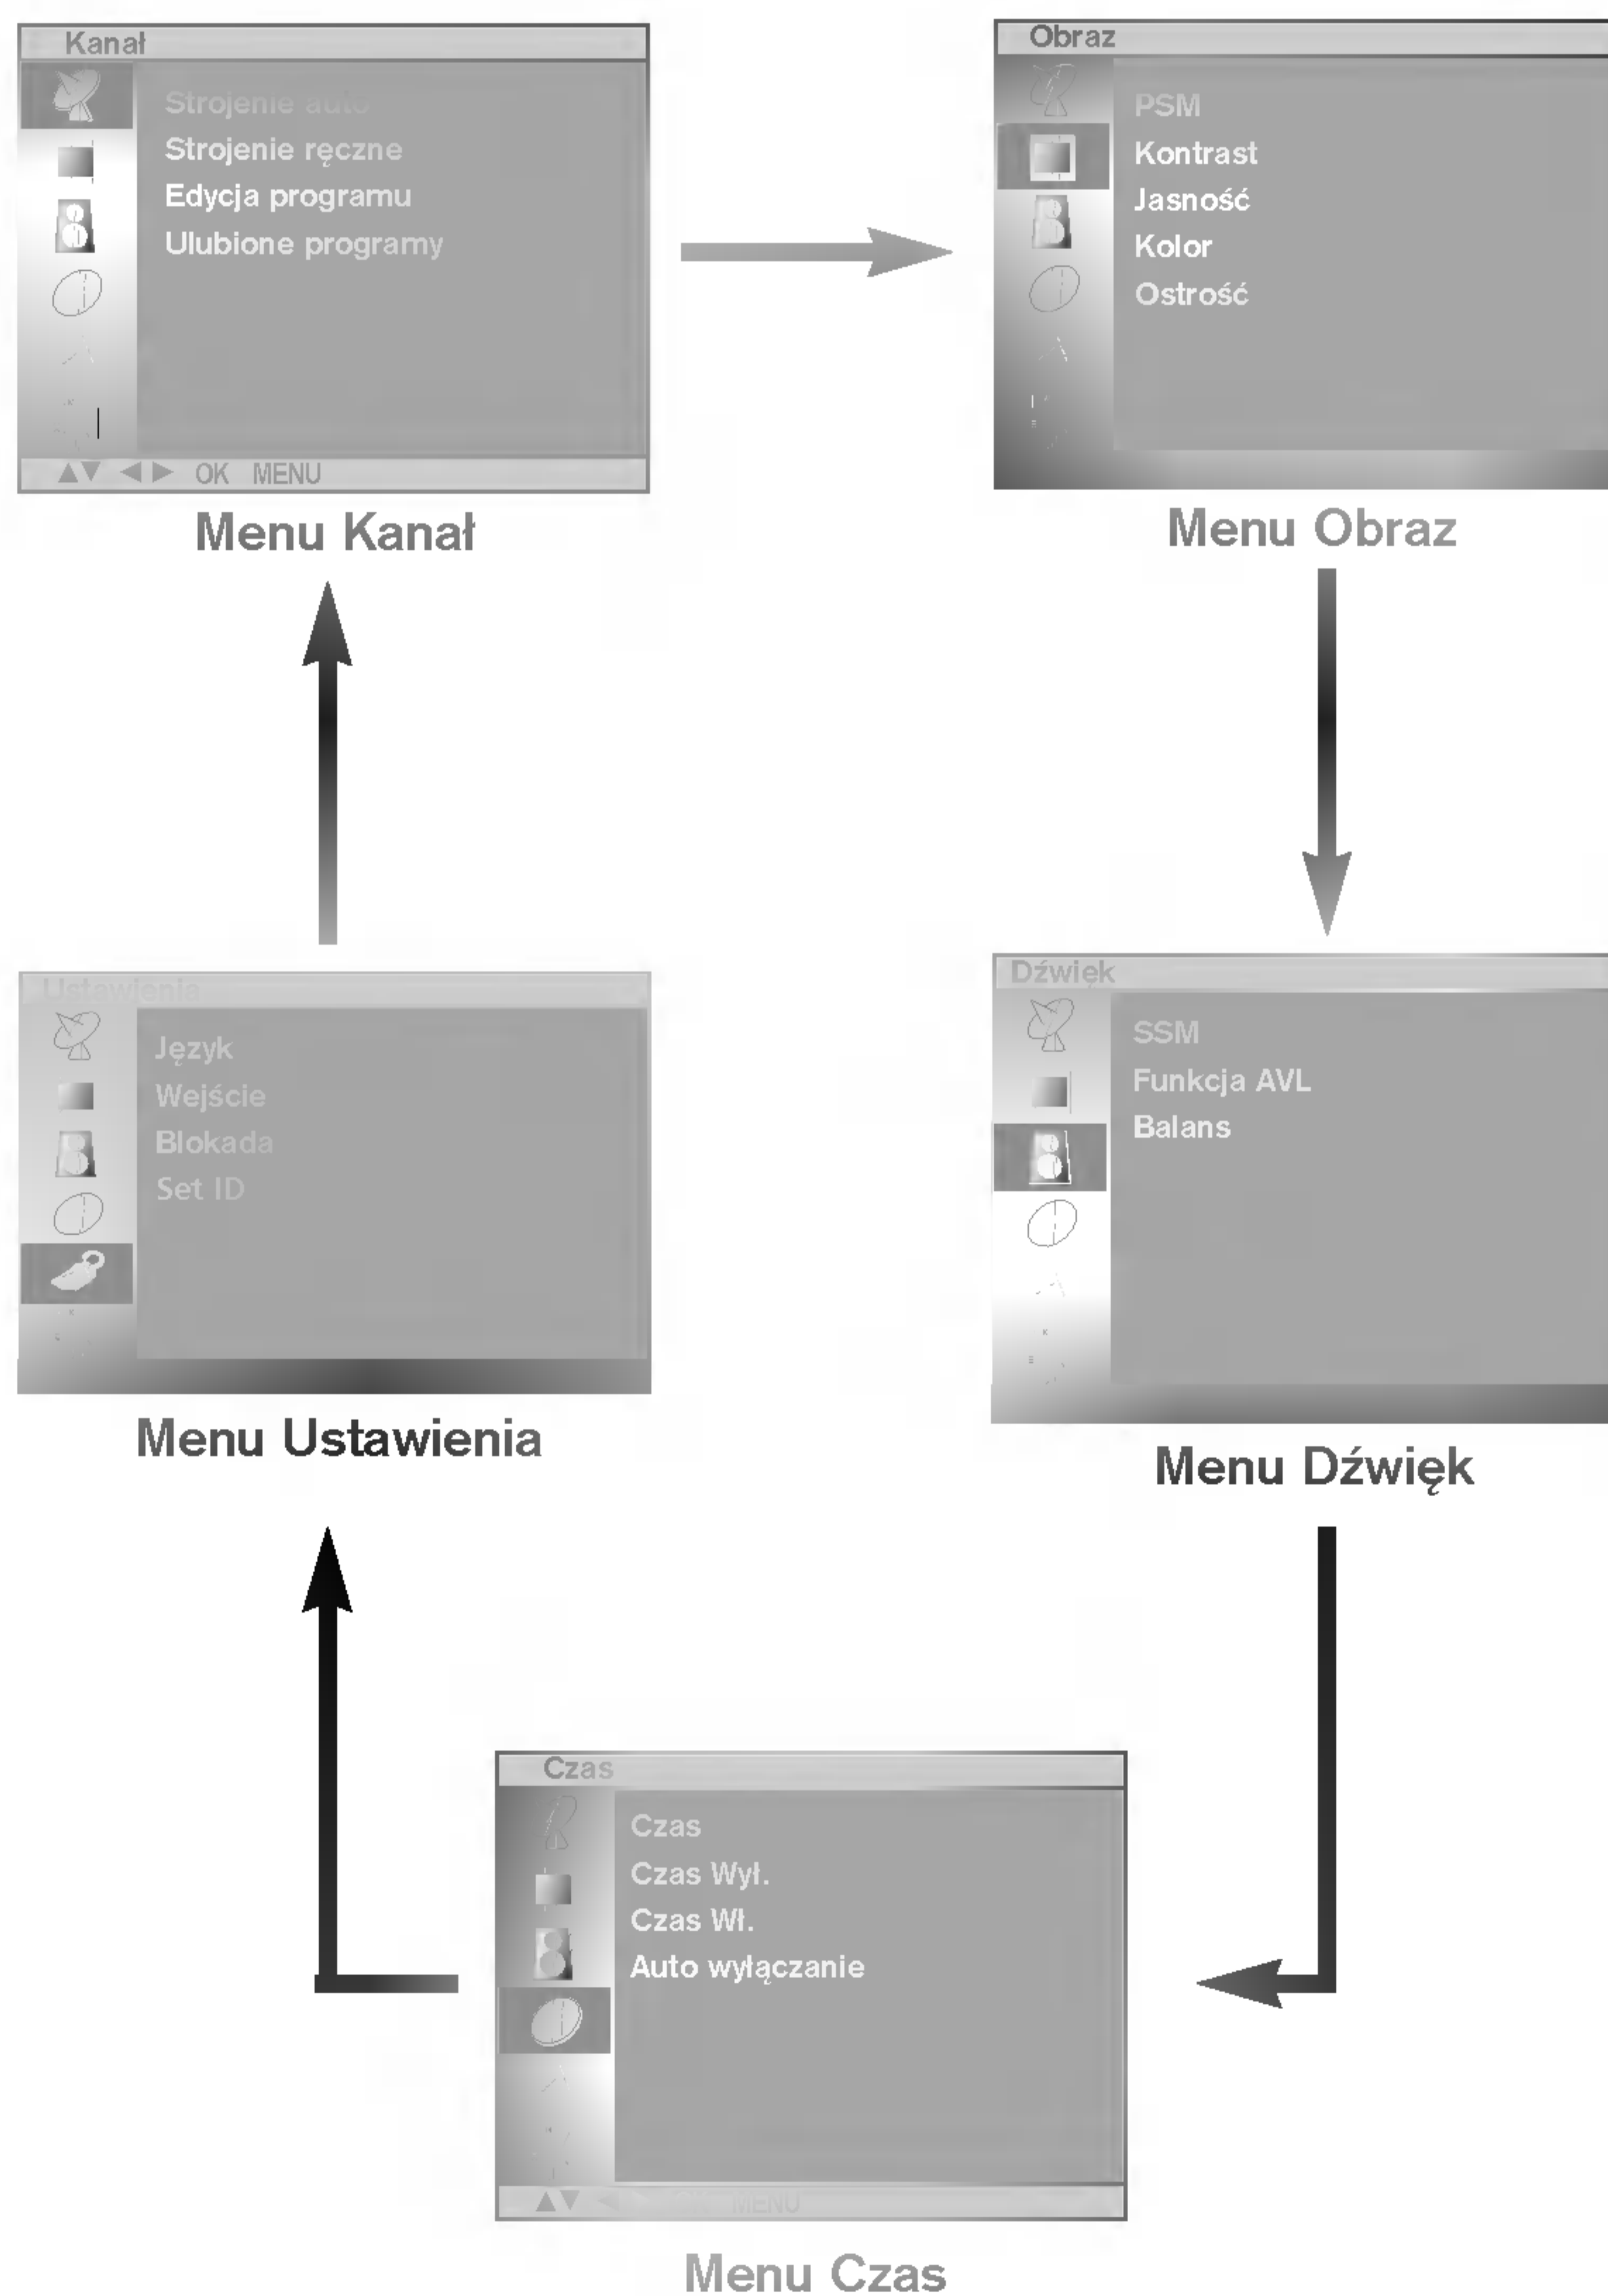 Kanał
Strojenie auto
Strojenie ręczne
Edycja programu
Ulubione programy
OK MENU
Menu Kanał
Obraz
PSM
Kontrast
Jasność
Kolor
Ostrość
Menu Obraz
Ustawienia
Język
Wejście
Blokada
Set ID
Menu Ustawienia
Dźwięk
SSM
Funkcja AVL
Balans
Menu Dźwięk
Czas
Czas
Czas Wył.
Czas Wł.
Auto wyłączanie
OK MENU
Menu Czas